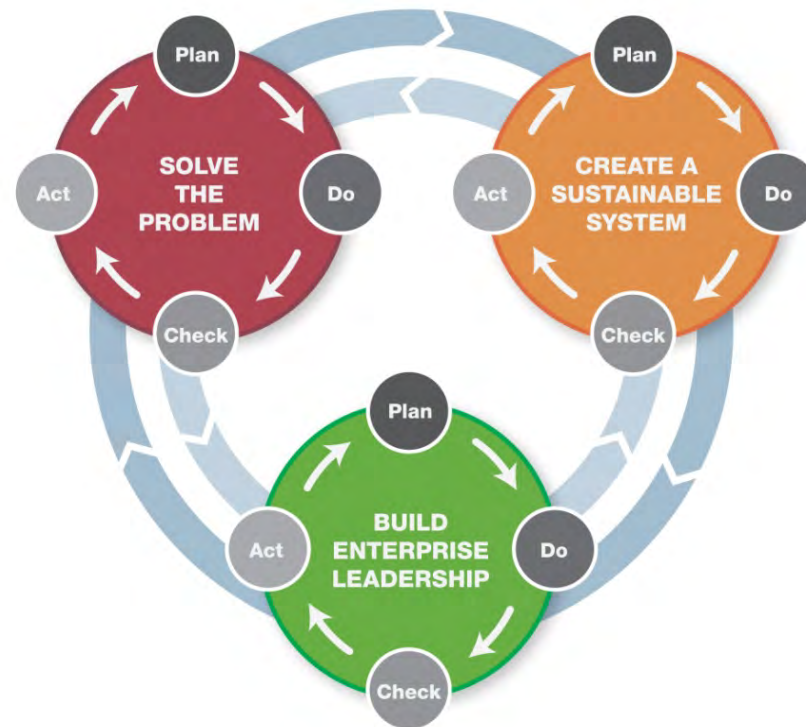 Plan
SOLVE
THE
PROBLEM
Act
Do
Check
Plan
CREATE A
SUSTAINABLE
SYSTEM
Act
Do
Check
Plan
BUILD
ENTERPRISE
LEADERSHIP
Act
Do
Check